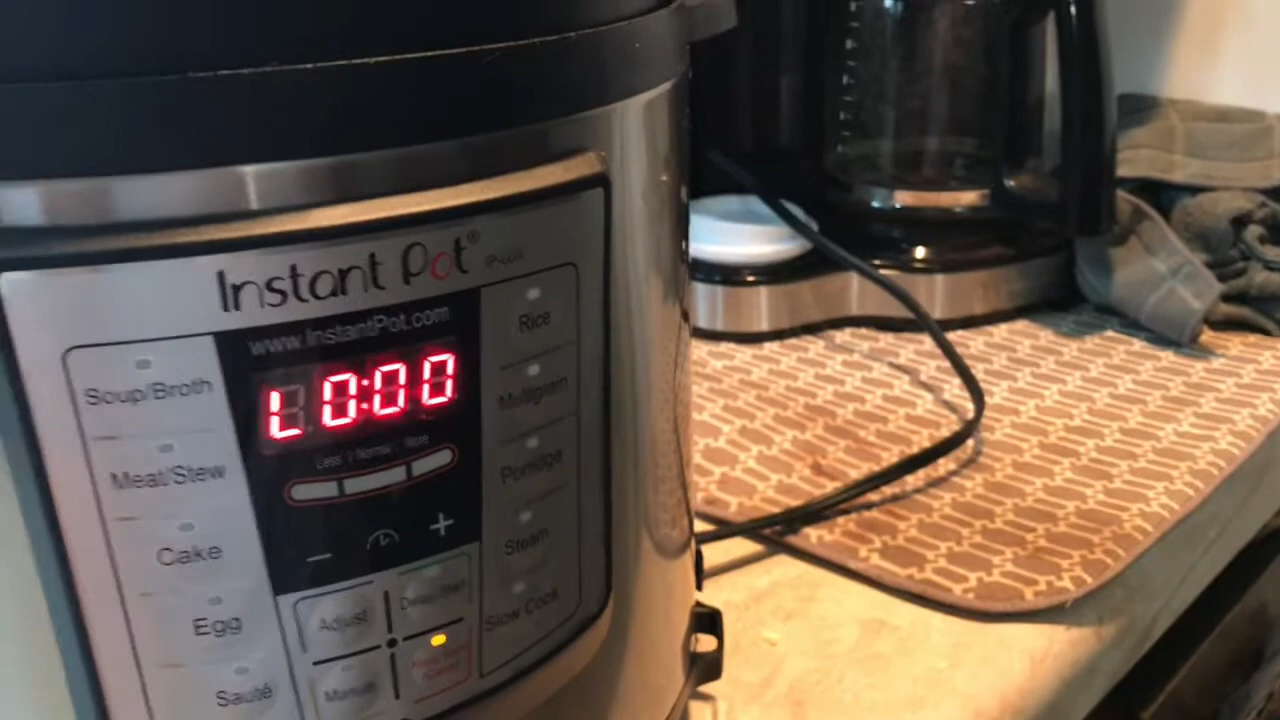 Instant Pot®
www.InstantPot.com
L0:00
Less | Normal | More
Soup/Broth
Meat/Stew
Cake
Egg
Sauté
− +
Adjust
Manual
Rice
Multigrain
Porridge
Steam
Slow Cook